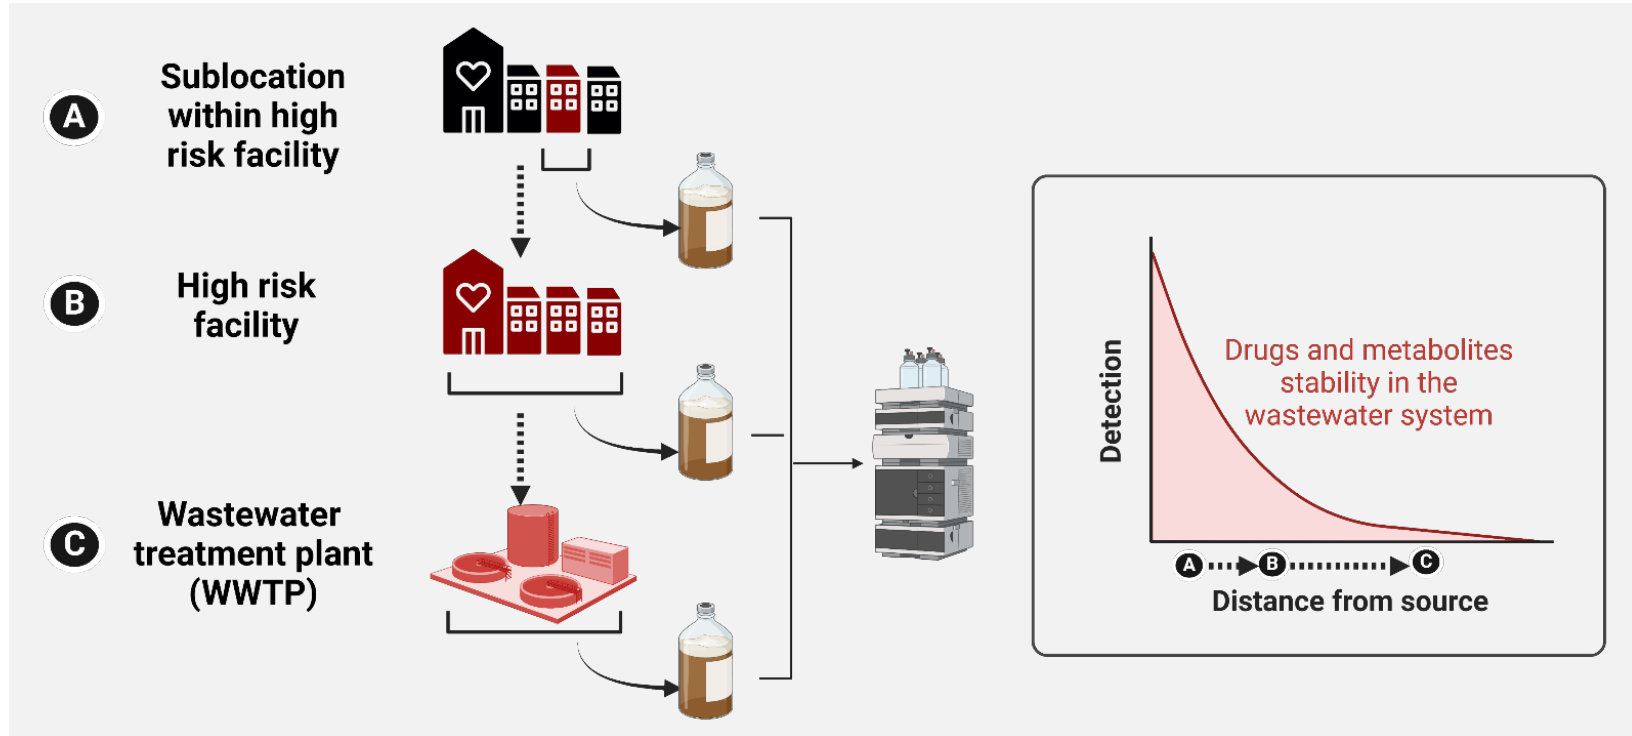 A
Sublocation
within high
risk facility
B
High risk
facility
C
Wastewater
treatment plant
(WWTP)
Detection
Drugs and metabolites
stability in the
wastewater system
A B C
Distance from source